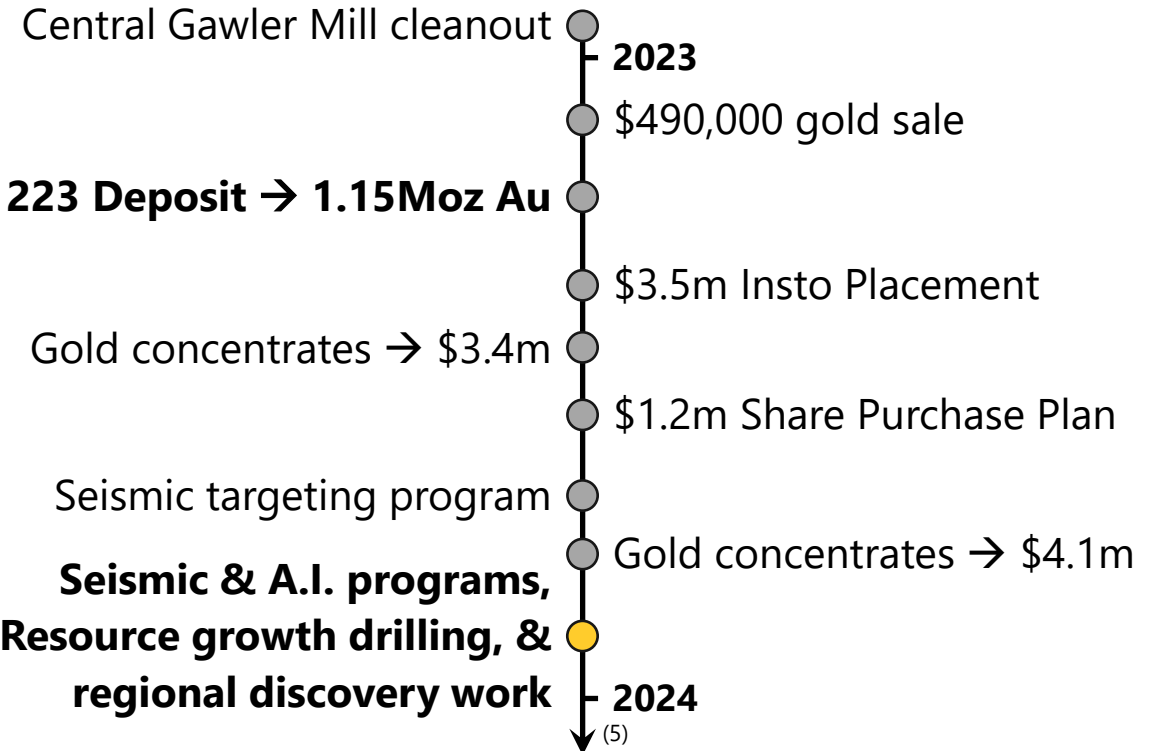 Central Gawler Mill cleanout
2023
$490,000 gold sale
223 Deposit → 1.15Moz Au
$3.5m Insto Placement
Gold concentrates → $3.4m
$1.2m Share Purchase Plan
Seismic targeting program
Gold concentrates → $4.1m
Seismic & A.I. programs,
Resource growth drilling, &
regional discovery work
2024
(5)